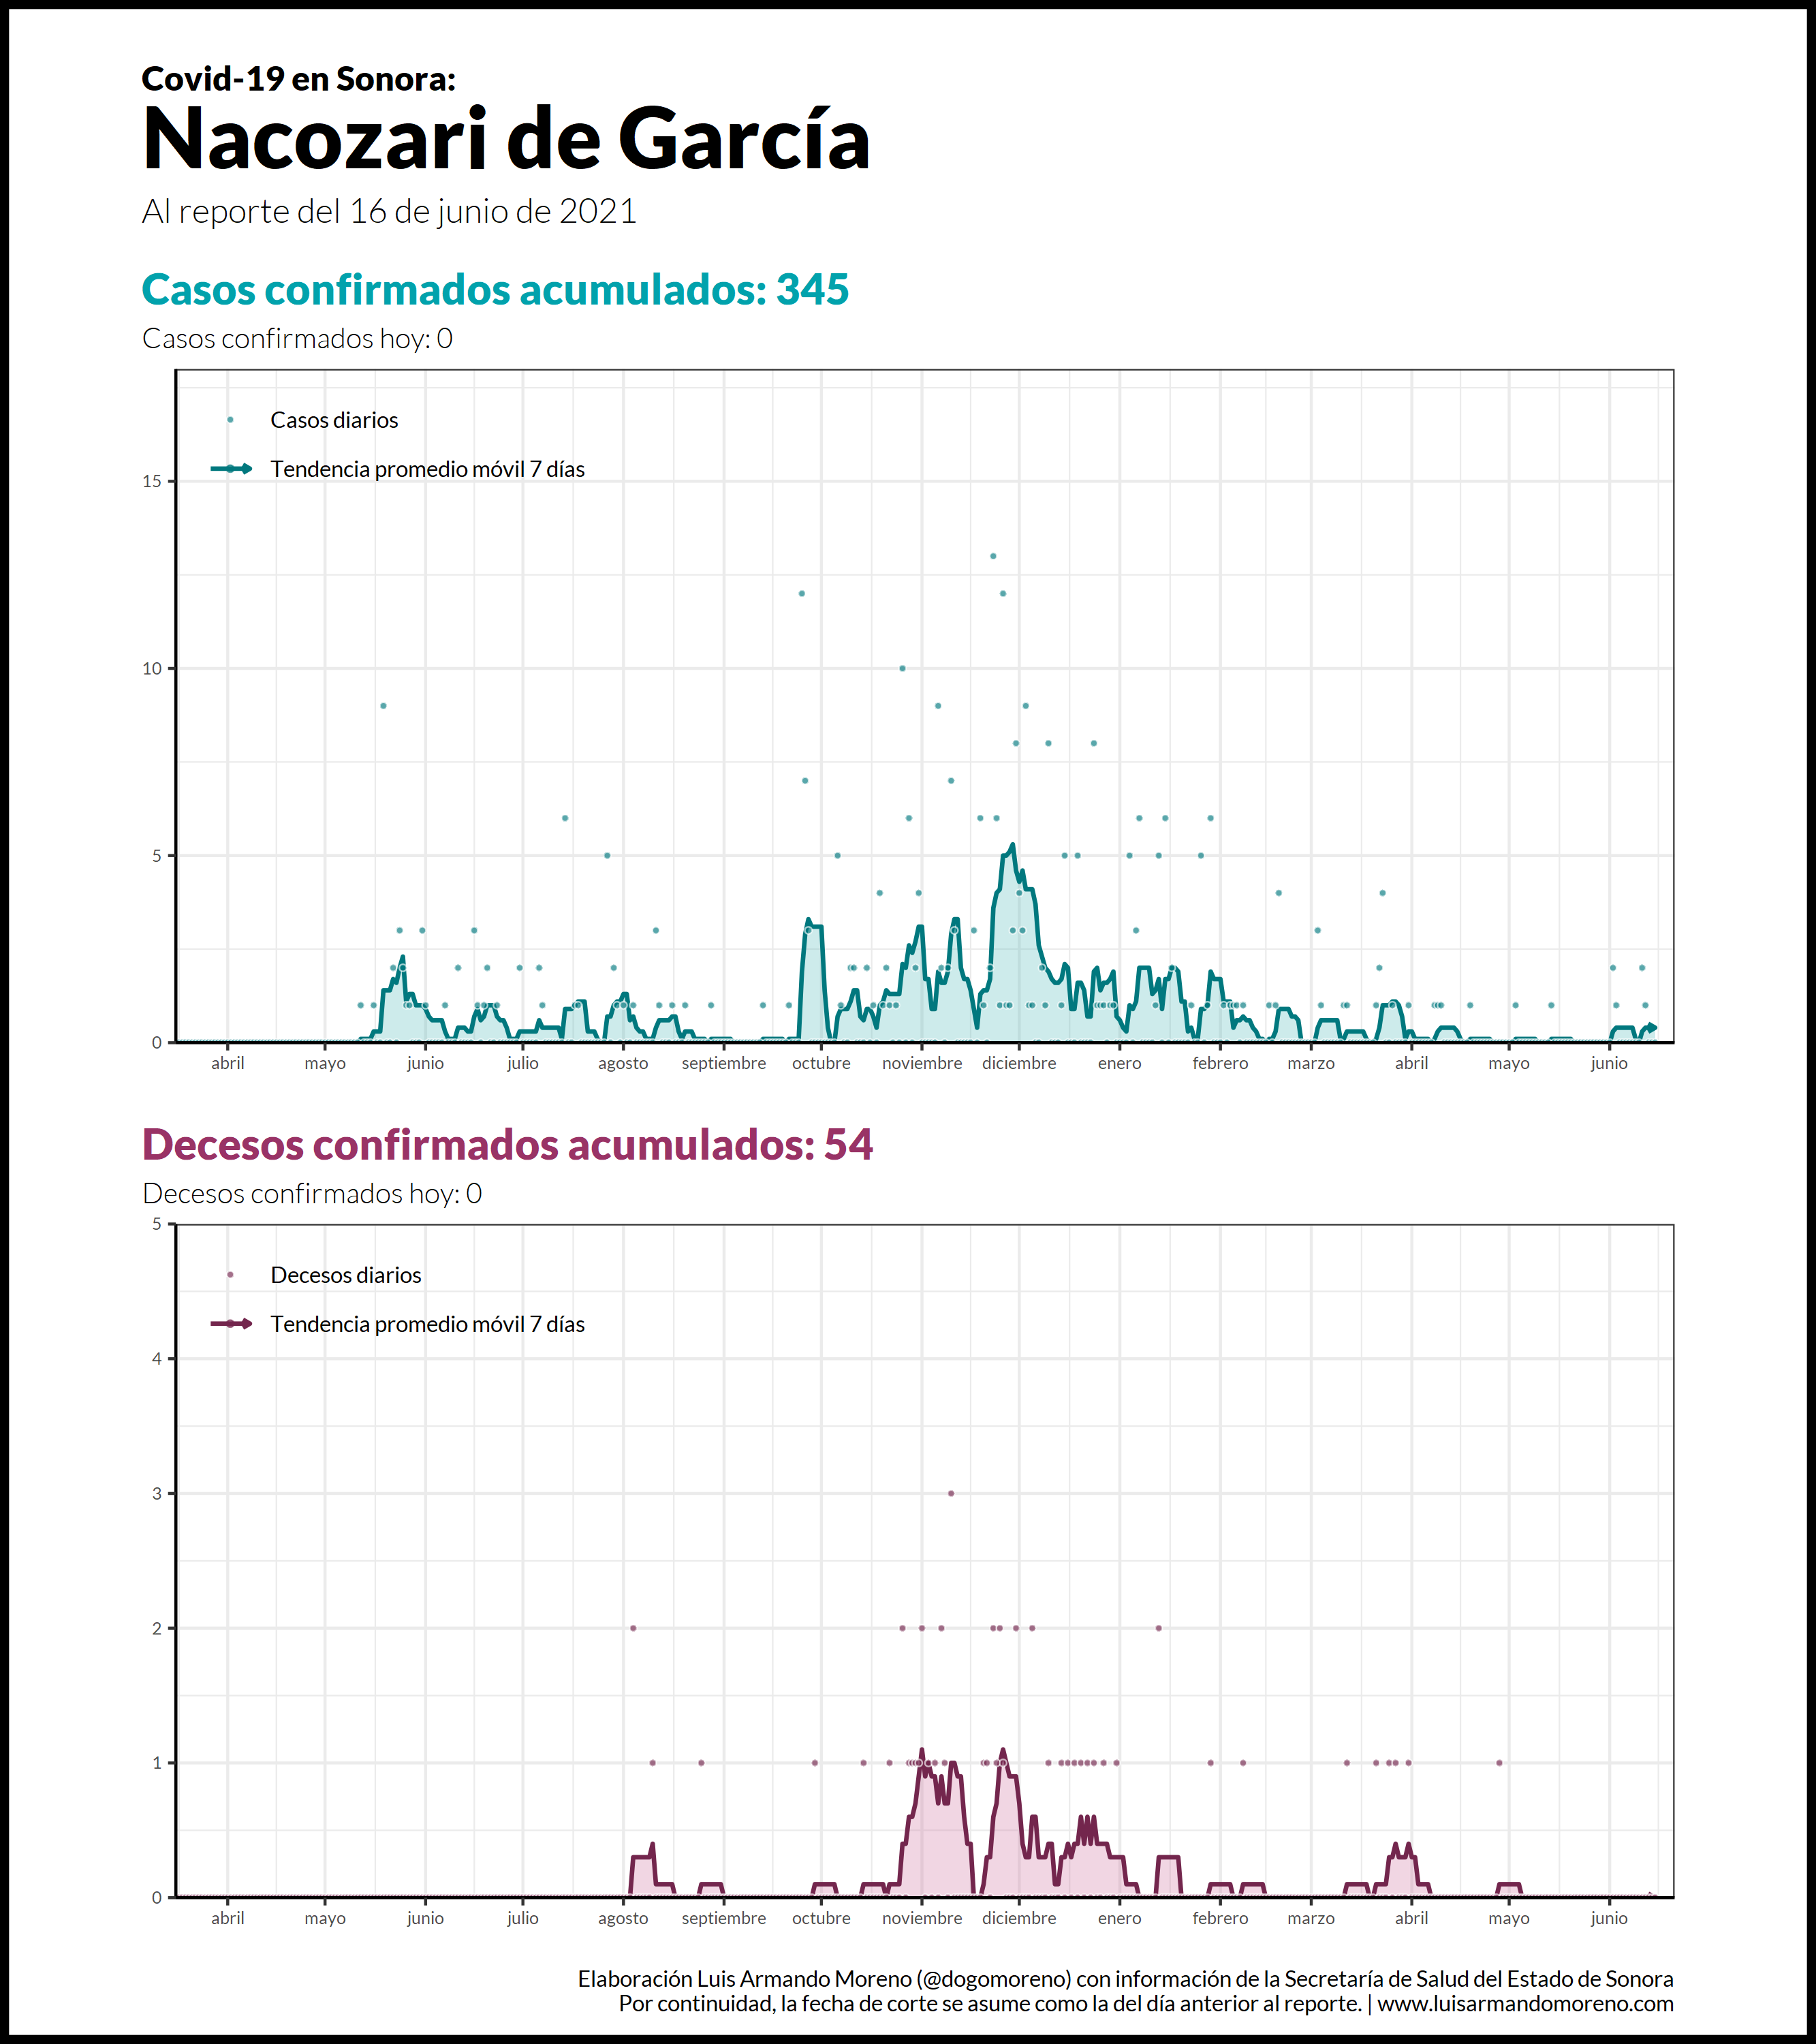 Covid-19 en Sonora:
Nacozari de García
Al reporte del 16 de junio de 2021
Casos confirmados acumulados: 345
Casos confirmados hoy: 0
Casos diarios
Tendencia promedio móvil 7 días
15
10
5
0
abril mayo junio julio agosto septiembre octubre noviembre diciembre enero febrero marzo abril mayo junio
Decesos confirmados acumulados: 54
Decesos confirmados hoy: 0
5
Decesos diarios
Tendencia promedio móvil 7 días
4
3
2
1
0
abril mayo junio julio agosto septiembre octubre noviembre diciembre enero febrero marzo abril mayo junio
Elaboración Luis Armando Moreno (@dogomoreno) con información de la Secretaría de Salud del Estado de Sonora
Por continuidad, la fecha de corte se asume como la del día anterior al reporte. | www.luisarmandomoreno.com